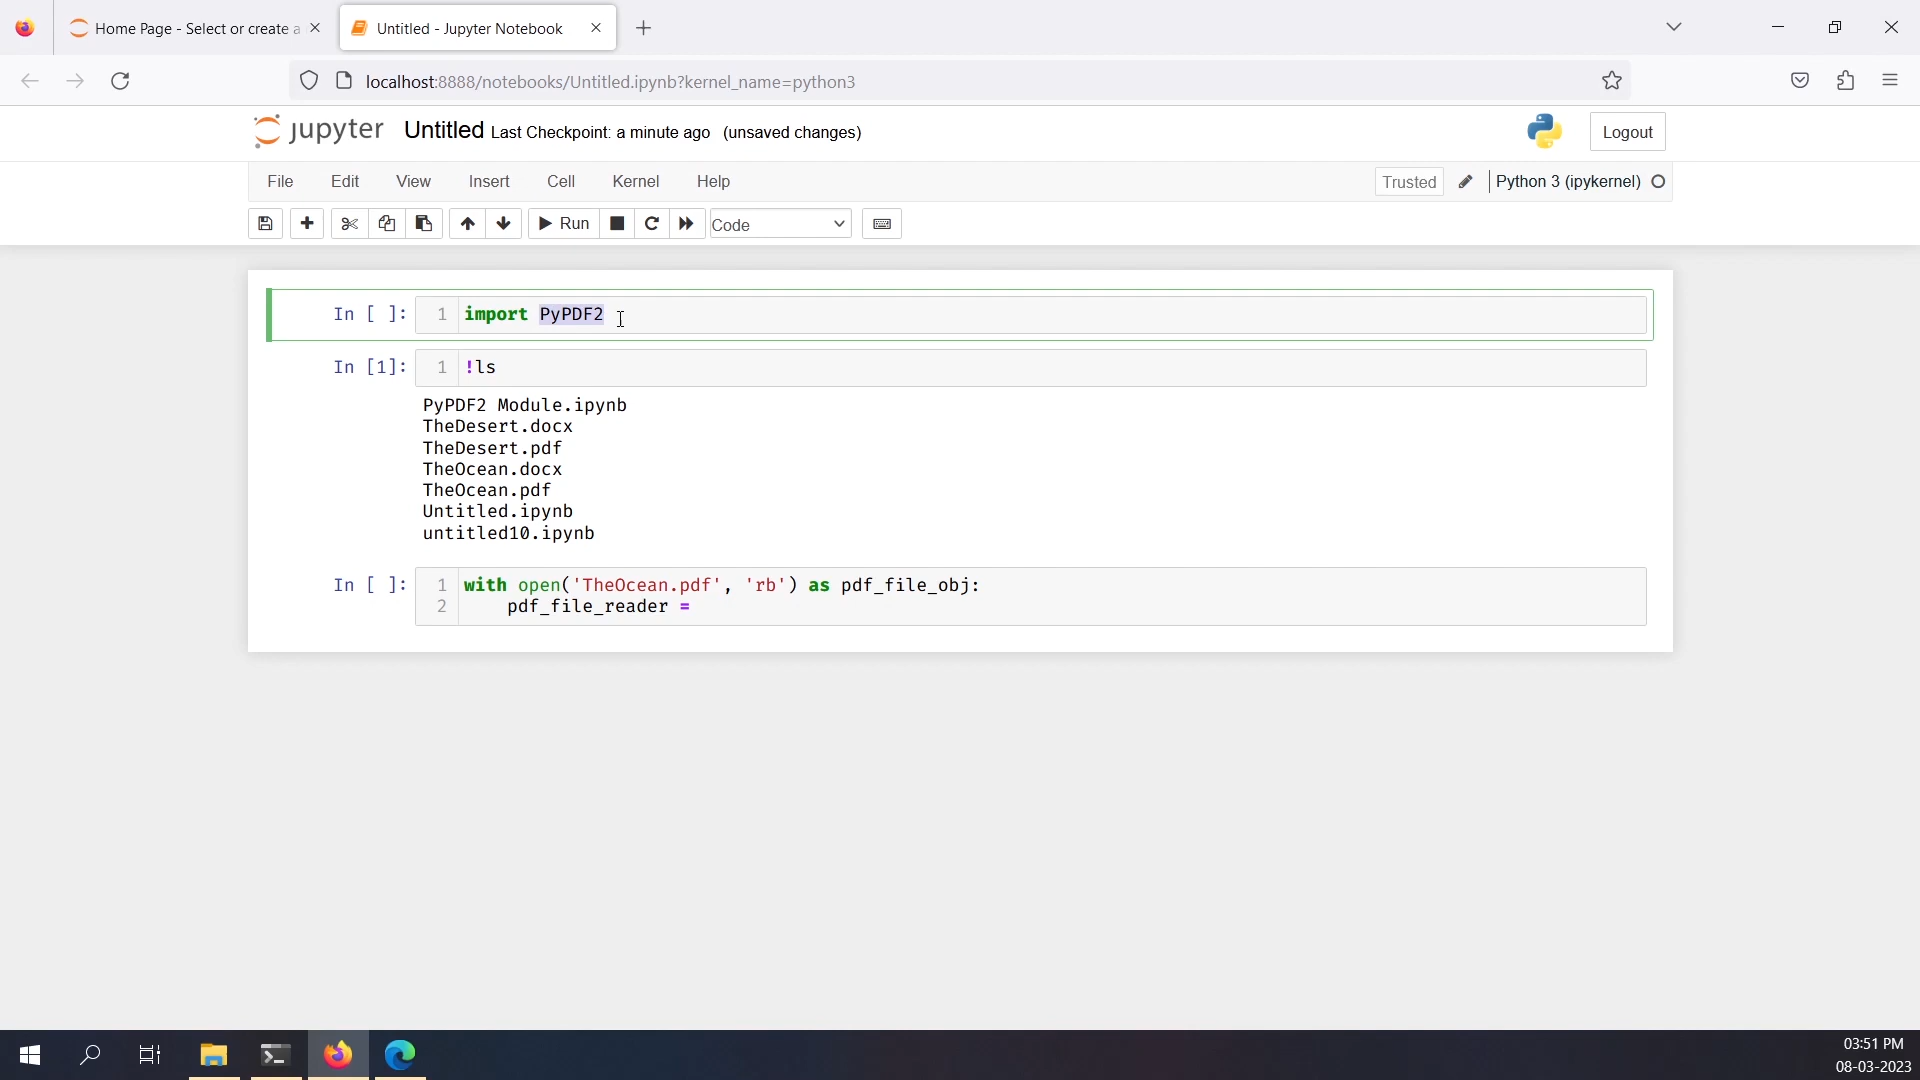 Home Page - Select or create a
Untitled - Jupyter Notebook
localhost:8888/notebooks/Untitled.ipynb?kernel_name=python3
jupyter Untitled Last Checkpoint: a minute ago (unsaved changes)
Logout
File Edit View Insert Cell Kernel Help
Trusted Python 3 (ipykernel)
Run Code
In [ ]: 1 import PyPDF2
In [1]: 1 !ls
PyPDF2 Module.ipynb
TheDesert.docx
TheDesert.pdf
TheOcean.docx
TheOcean.pdf
Untitled.ipynb
untitled10.ipynb
In [ ]: 1 with open('TheOcean.pdf', 'rb') as pdf_file_obj:
2 pdf_file_reader =
03:51 PM
08-03-2023